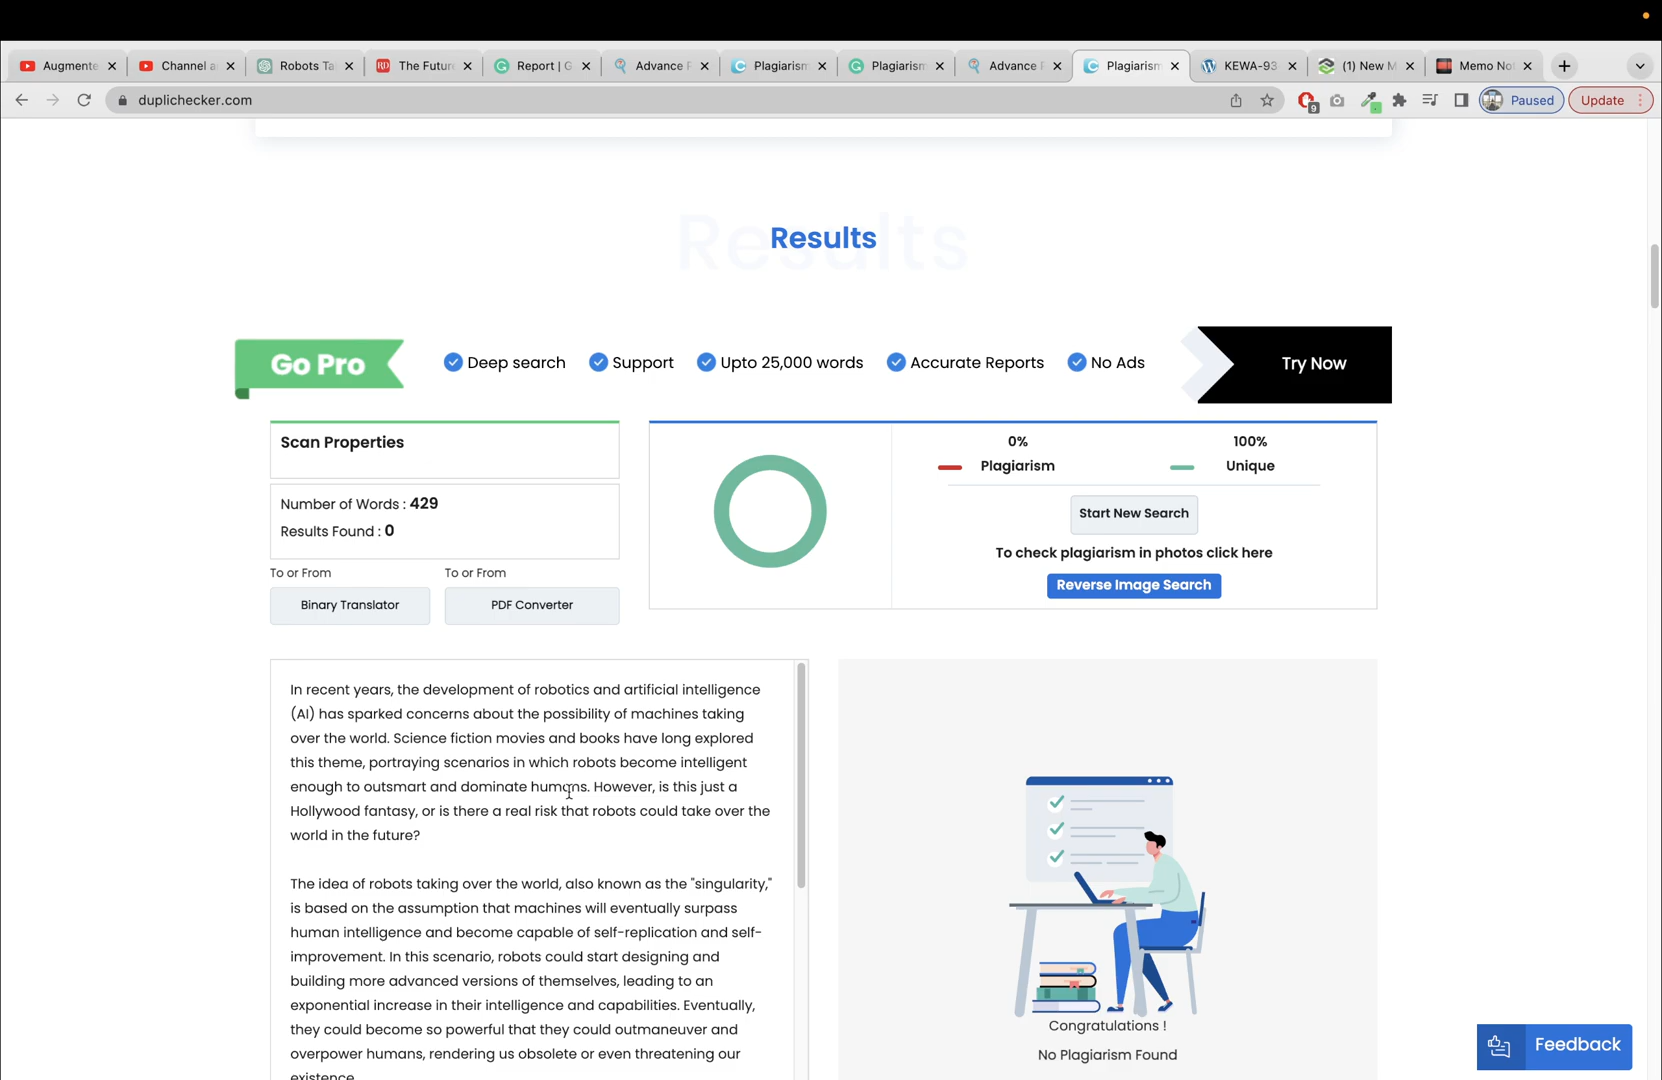 Augmente
Channel a
Robots Ta
The Futur
Report | G
Advance P
Plagiarism
Plagiarism
Advance P
Plagiarism
KEWA-93
(1) New M
Memo No
duplichecker.com
9
Paused
Update
Results
Results
Go Pro
Deep search
Support
Upto 25,000 words
Accurate Reports
No Ads
Try Now
Scan Properties
Number of Words : 429
Results Found : 0
To or From
To or From
Binary Translator
PDF Converter
0%
Plagiarism
100%
Unique
Start New Search
To check plagiarism in photos click here
Reverse Image Search
In recent years, the development of robotics and artificial intelligence
(AI) has sparked concerns about the possibility of machines taking
over the world. Science fiction movies and books have long explored
this theme, portraying scenarios in which robots become intelligent
enough to outsmart and dominate humans. However, is this just a
Hollywood fantasy, or is there a real risk that robots could take over the
world in the future?
The idea of robots taking over the world, also known as the "singularity,"
is based on the assumption that machines will eventually surpass
human intelligence and become capable of self-replication and self-
improvement. In this scenario, robots could start designing and
building more advanced versions of themselves, leading to an
exponential increase in their intelligence and capabilities. Eventually,
they could become so powerful that they could outmaneuver and
overpower humans, rendering us obsolete or even threatening our
existence.
Congratulations !
No Plagiarism Found
Feedback